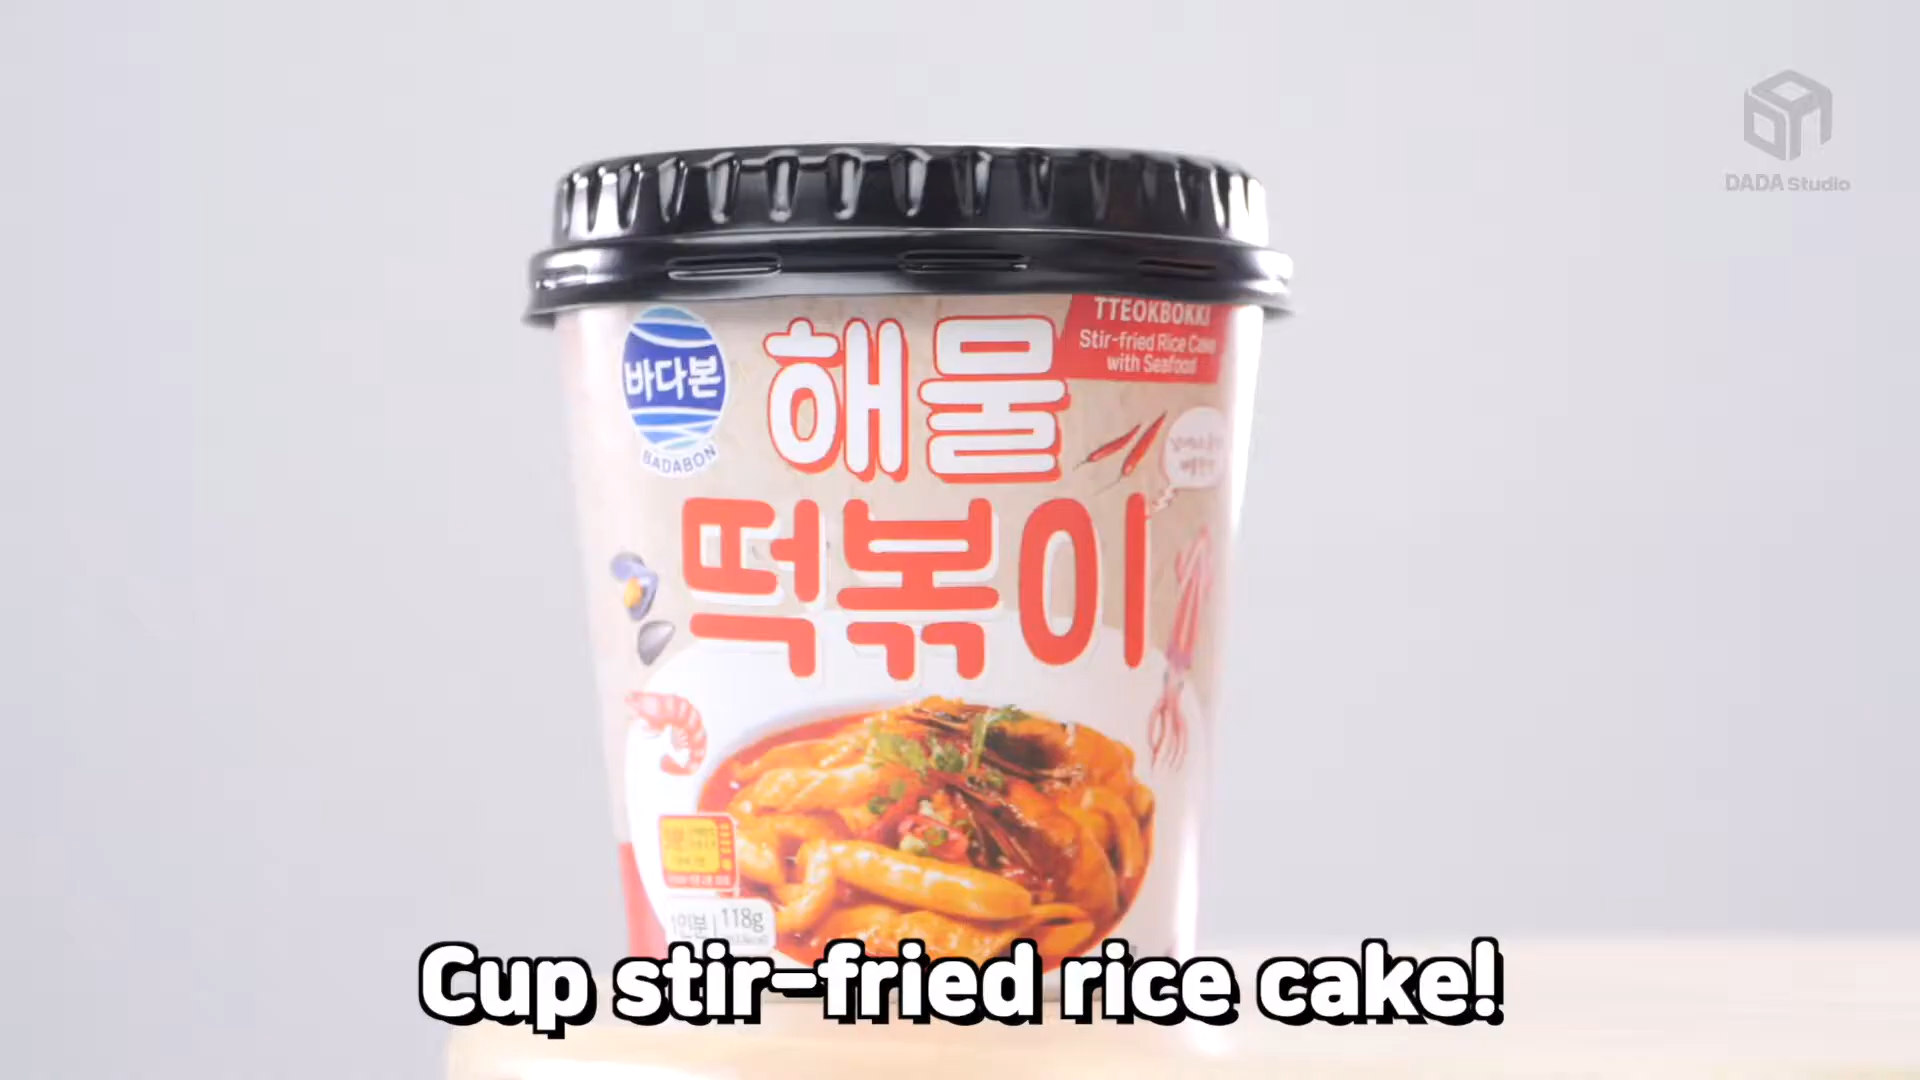 DADA Studio
TTEOKBOKKI
Stir-fried Rice Cake
with Seafood
바다본
BADABON
해물
떡볶이
1인분 118g
Cup stir-fried rice cake!